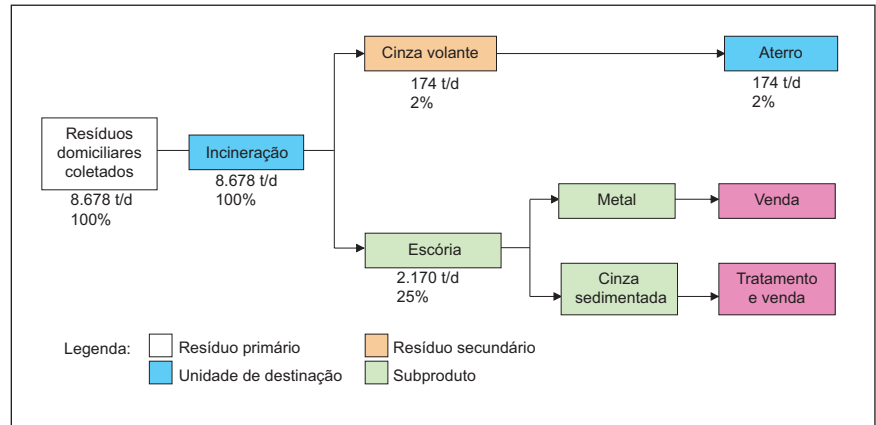 Cinza volante
174 t/d
2%
Aterro
174 t/d
2%
Resíduos
domiciliares
coletados
8.678 t/d
100%
Incineração
8.678 t/d
100%
Metal
Venda
Escória
2.170 t/d
25%
Cinza
sedimentada
Tratamento
e venda
Legenda:
Resíduo primário
Resíduo secundário
Unidade de destinação
Subproduto